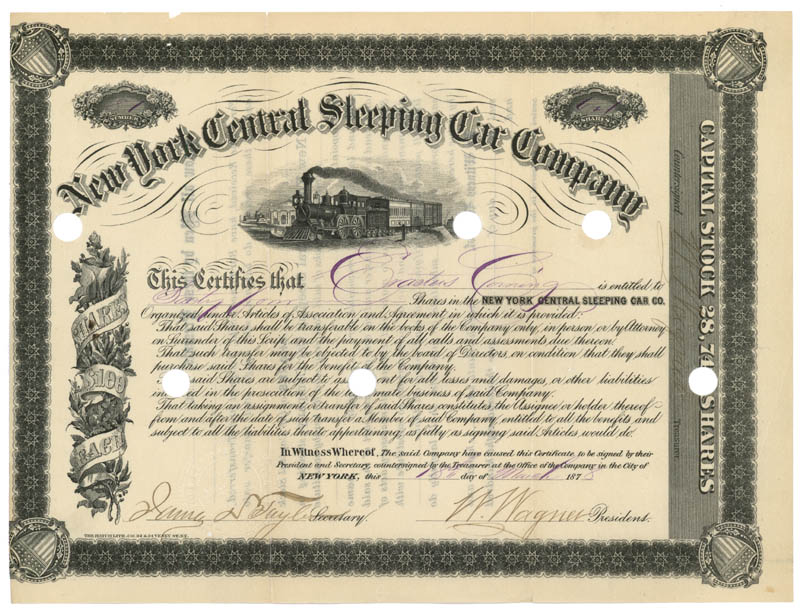 NUMBER
SHARES
New York Central Sleeping Car Company
This Certifies that Erastus Corning is entitled to
Shares in the NEW YORK CENTRAL SLEEPING CAR CO.
Organized under Articles of Association and Agreement in which it is provided:
That said Shares shall be transferable on the books of the Company only, in person or by Attorney
on Surrender of this Scrip and the payment of all calls and assessments due thereon.
That such transfer may be objected to by the board of Directors on condition that they shall
purchase said Shares for the benefit of the Company.
said Shares are subject to for all losses and damages, or other liabilities
in the prosecution of the business of said Company.
That taking an assignment or transfer of said Shares constitutes the Assignee or holder thereof
from and after the date of such transfer a Member of said Company, entitled to all the benefits and
subject to all the liabilities thereto appertaining, as fully as signing said Articles would do.
In Witness Whereof, The said Company have caused this Certificate to be signed by their
President and Secretary, countersigned by the Treasurer at the Office of the Company in the City of
NEW YORK, this day of March 187
James D. Taylor Secretary. W. Wagner President.
SHARES
$100
EACH
Countersigned
Treasurer
CAPITAL STOCK 28,74 SHARES